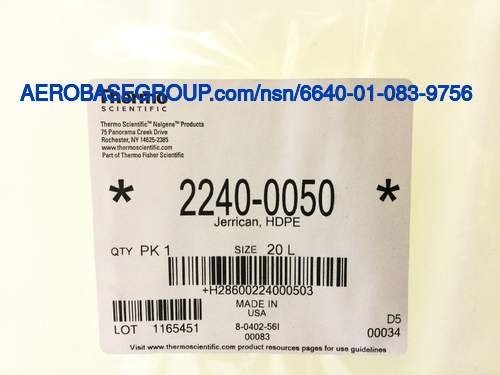 AEROBASEGROUP.com/nsn/6640-01-083-9756
Thermo
SCIENTIFIC
Thermo Scientific™ Nalgene™ Products
75 Panorama Creek Drive
Rochester, NY 14625-2385
www.thermoscientific.com
Part of Thermo Fisher Scientific
* 2240-0050 *
Jerrican, HDPE
QTY PK 1 SIZE 20 L
+H28600224000503
MADE IN
USA
LOT 1165451
8-0402-56I
00083
D5
00034
Visit www.thermoscientific.com product resources pages for use guidelines